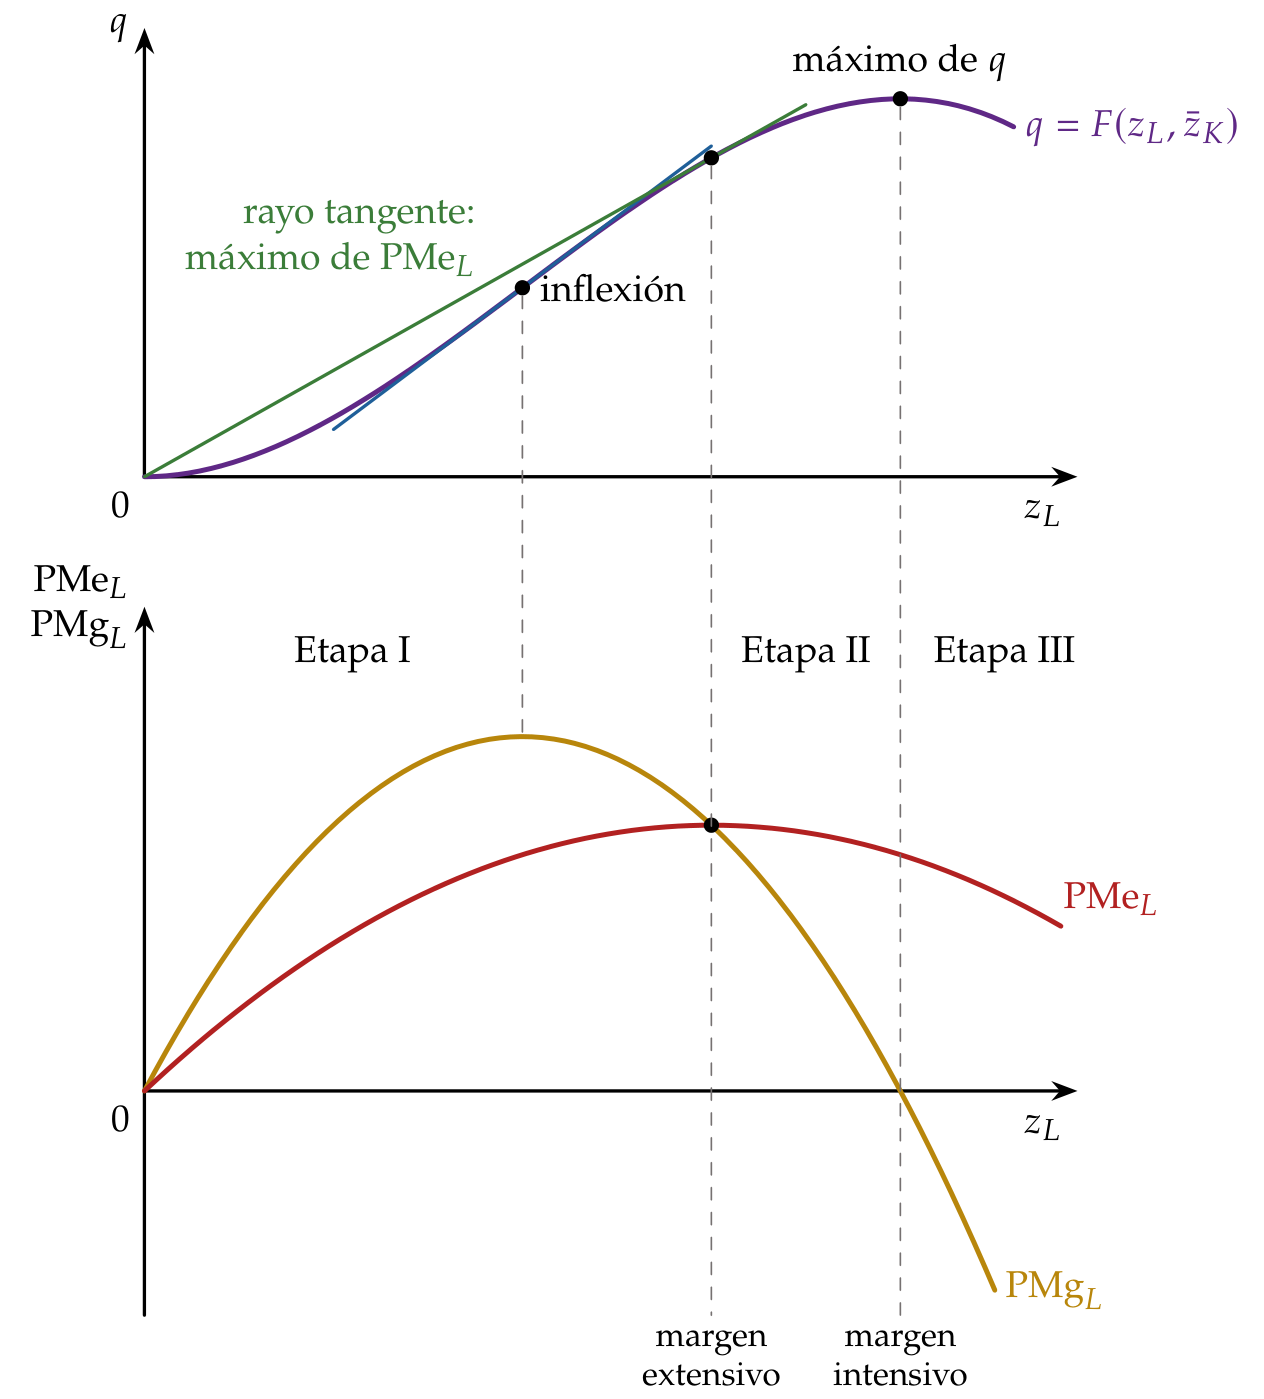 q
máximo de q
q = F(z_L, z̄_K)
rayo tangente:
máximo de PMe_L
inflexión
0
z_L
PMe_L
PMg_L
Etapa I
Etapa II
Etapa III
PMe_L
0
z_L
PMg_L
margen
extensivo
margen
intensivo